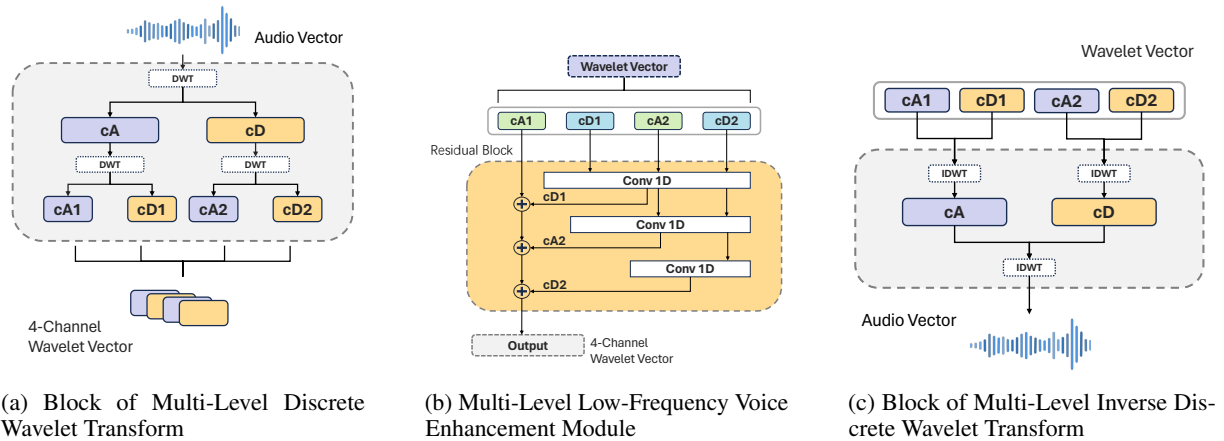 Audio Vector
DWT
cA
cD
DWT
DWT
cA1
cD1
cA2
cD2
4-Channel
Wavelet Vector
(a) Block of Multi-Level Discrete
Wavelet Transform
Wavelet Vector
cA1
cD1
cA2
cD2
Residual Block
Conv 1D
cD1
Conv 1D
cA2
Conv 1D
cD2
Output
4-Channel
Wavelet Vector
(b) Multi-Level Low-Frequency Voice
Enhancement Module
Wavelet Vector
cA1
cD1
cA2
cD2
IDWT
IDWT
cA
cD
IDWT
Audio Vector
(c) Block of Multi-Level Inverse Dis-
crete Wavelet Transform